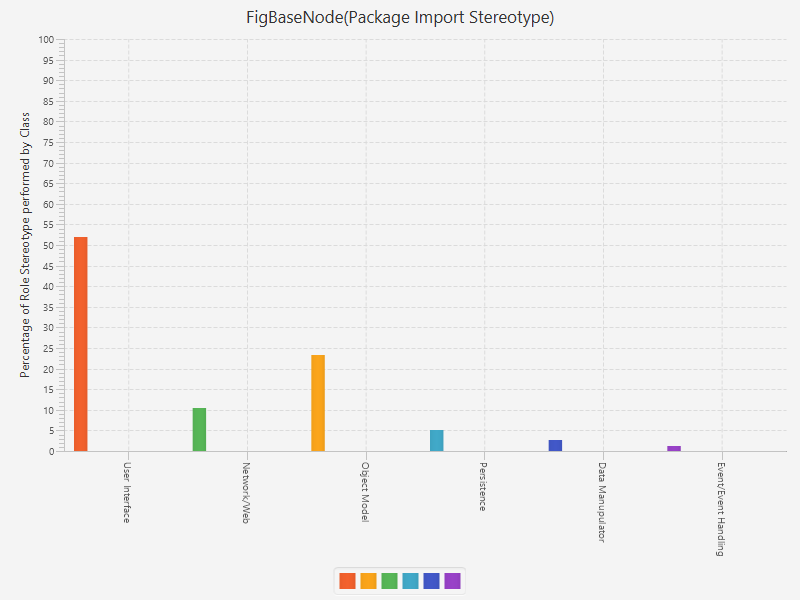 FigBaseNode(Package Import Stereotype)
Percentage of Role Stereotype performed by Class
100
95
90
85
80
75
70
65
60
55
50
45
40
35
30
25
20
15
10
5
0
User Interface
Network/Web
Object Model
Persistence
Data Manupulator
Event/Event Handling